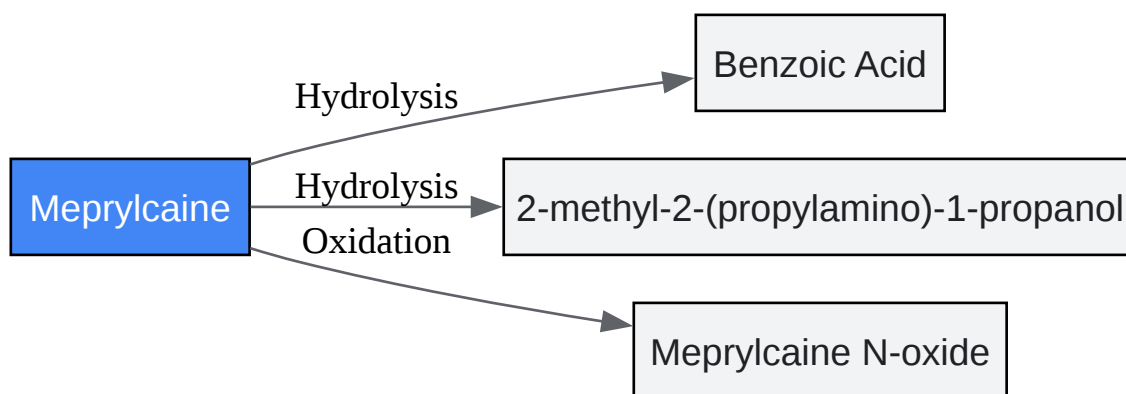 Benzoic Acid
Hydrolysis
Meprylcaine
Hydrolysis
2-methyl-2-(propylamino)-1-propanol
Oxidation
Meprylcaine N-oxide